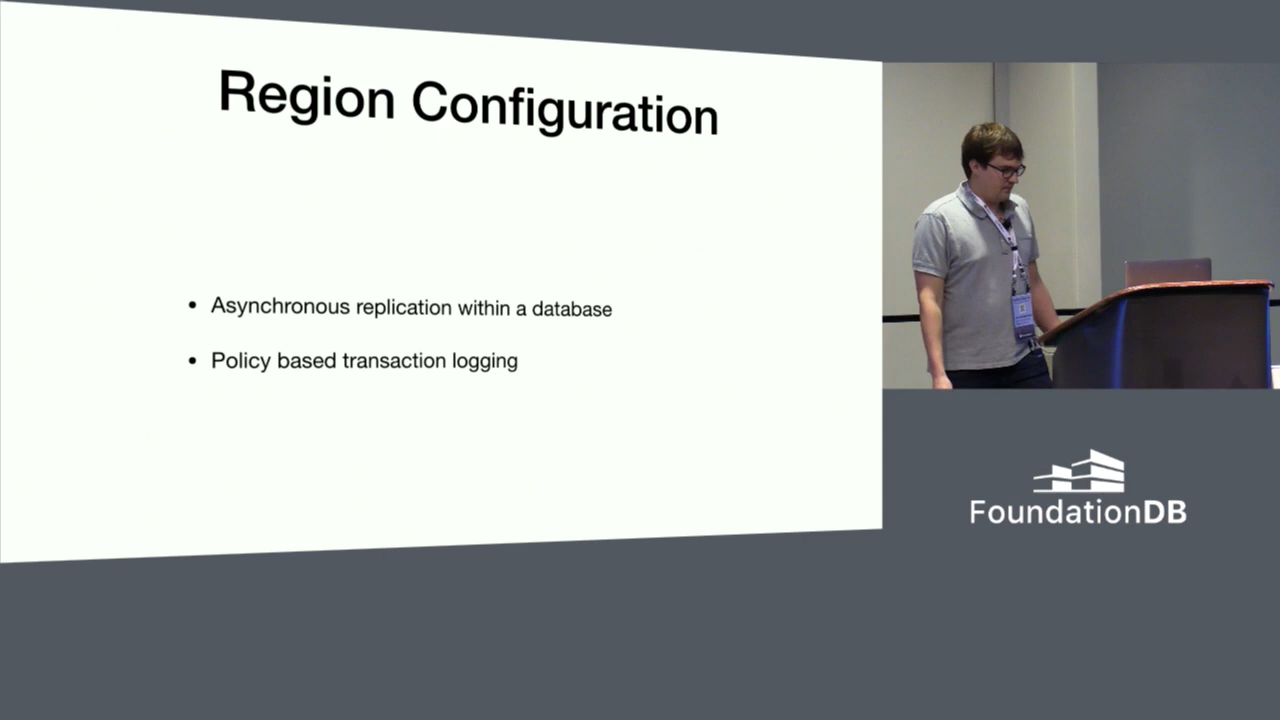 Region Configuration
• Asynchronous replication within a database
• Policy based transaction logging
FoundationDB